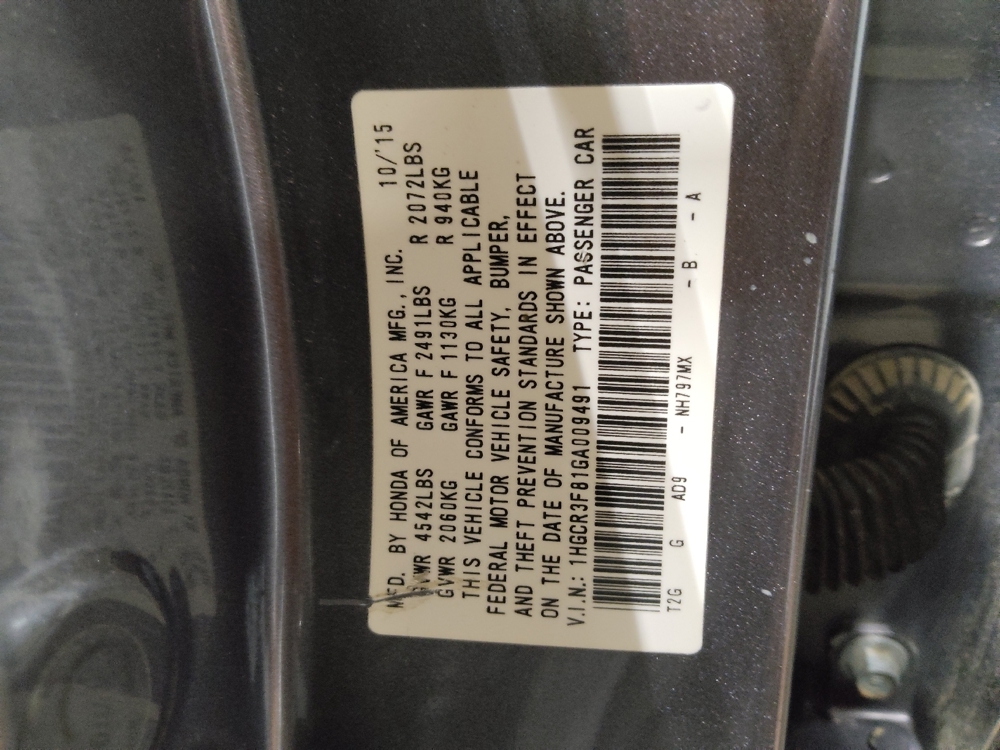 MFD. BY HONDA OF AMERICA MFG., INC. 10/'15
GVWR 4542LBS GAWR F 2491LBS R 2072LBS
GVWR 2060KG GAWR F 1130KG R 940KG
THIS VEHICLE CONFORMS TO ALL APPLICABLE
FEDERAL MOTOR VEHICLE SAFETY, BUMPER,
AND THEFT PREVENTION STANDARDS IN EFFECT
ON THE DATE OF MANUFACTURE SHOWN ABOVE.
V.I.N.: 1HGCR3F81GA009491 TYPE: PASSENGER CAR
T2G G AD9 - NH797MX - B - A